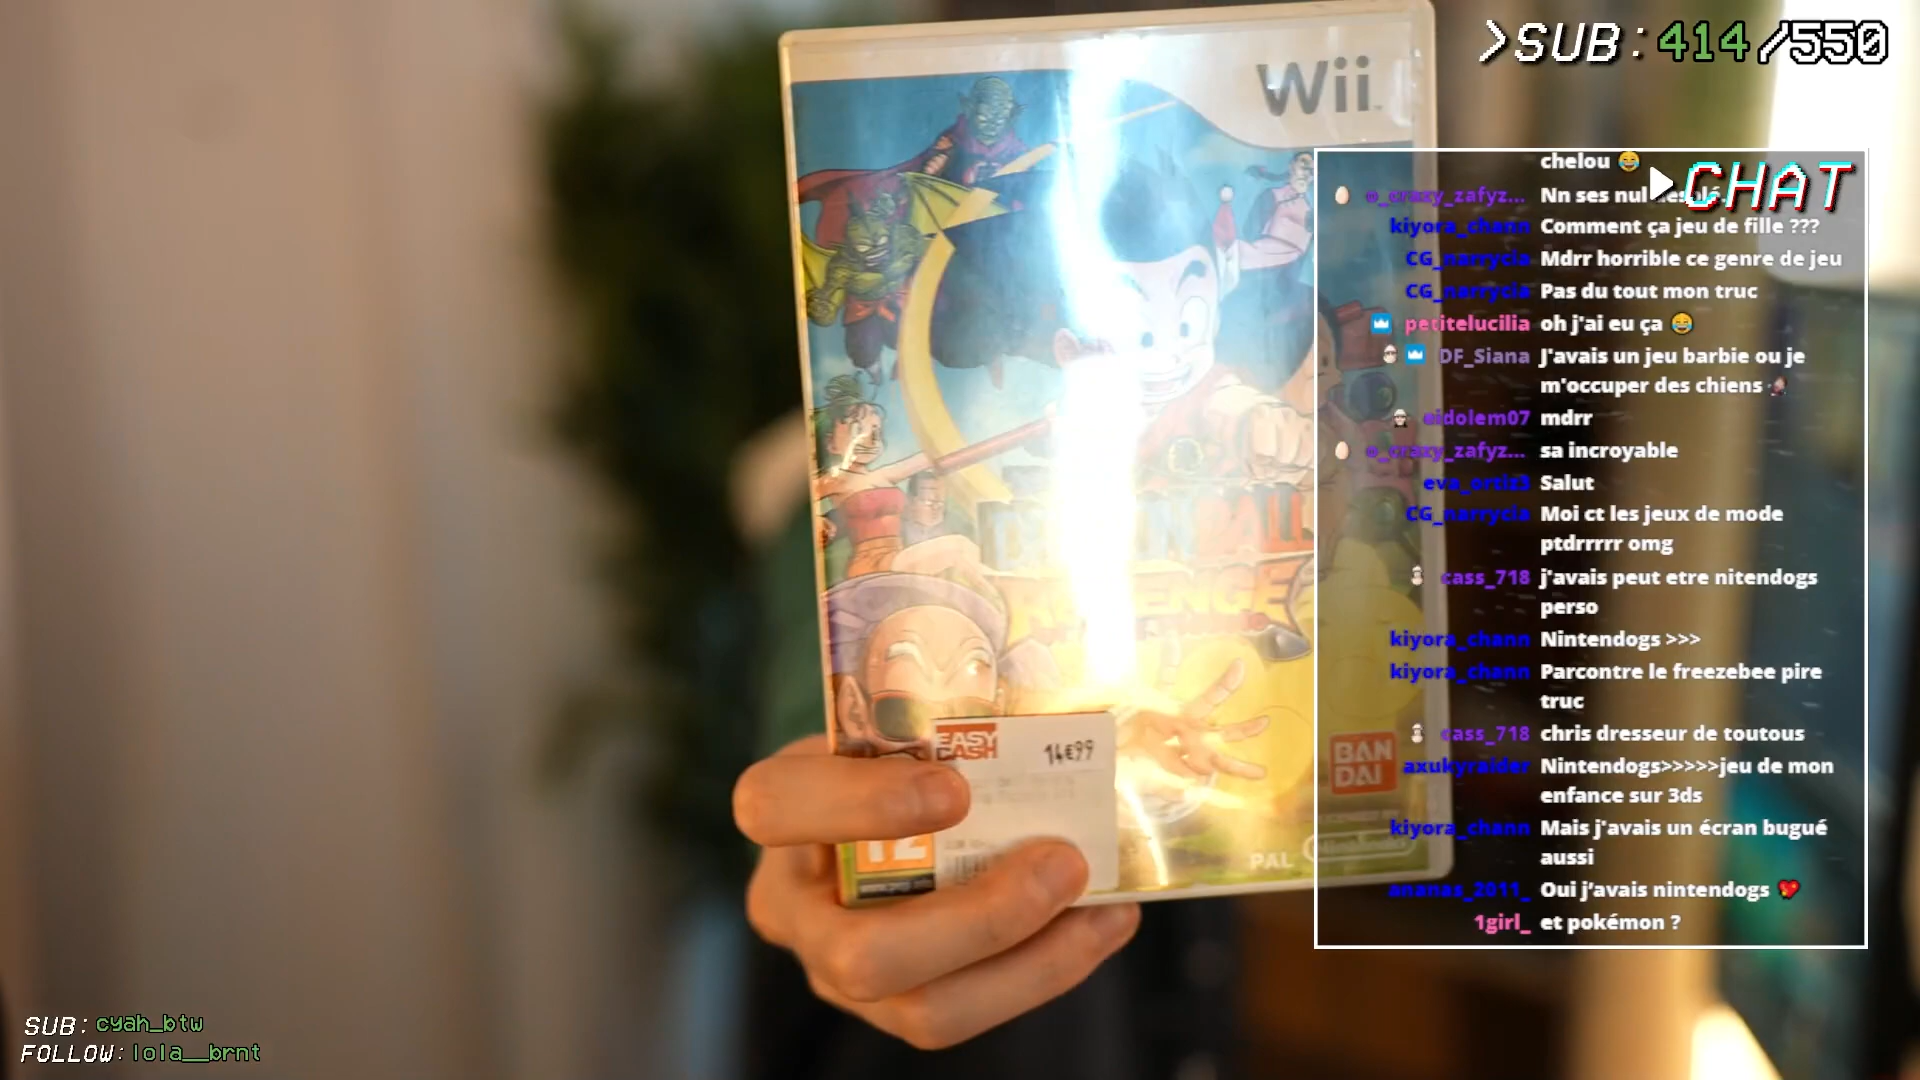 >SUB:414/550
Wii
CHAT
chelou 😂
Nn ses nul
kiyora_chann Comment ça jeu de fille ???
CG_narrycia Mdrr horrible ce genre de jeu
CG_narrycia Pas du tout mon truc
petitelucilia oh j'ai eu ça 😂
DF_Siana J'avais un jeu barbie ou je
m'occuper des chiens
eidolem07 mdrr
o_crazy_zafyz... sa incroyable
eva_ortiz3 Salut
CG_narrycia Moi ct les jeux de mode
ptdrrrrr omg
cass_718 j'avais peut etre nitendogs
perso
kiyora_chann Nintendogs >>>
kiyora_chann Parcontre le freezebee pire
truc
cass_718 chris dresseur de toutous
axukyraider Nintendogs>>>>>jeu de mon
enfance sur 3ds
kiyora_chann Mais j'avais un écran bugué
aussi
ananas_2011_ Oui j'avais nintendogs 💖
1girl_ et pokémon ?
BALL
EASY
CASH
14€99
BAN
DAI
12
PAL
Nintendo
SUB: cyah_btw
FOLLOW: lola__brnt